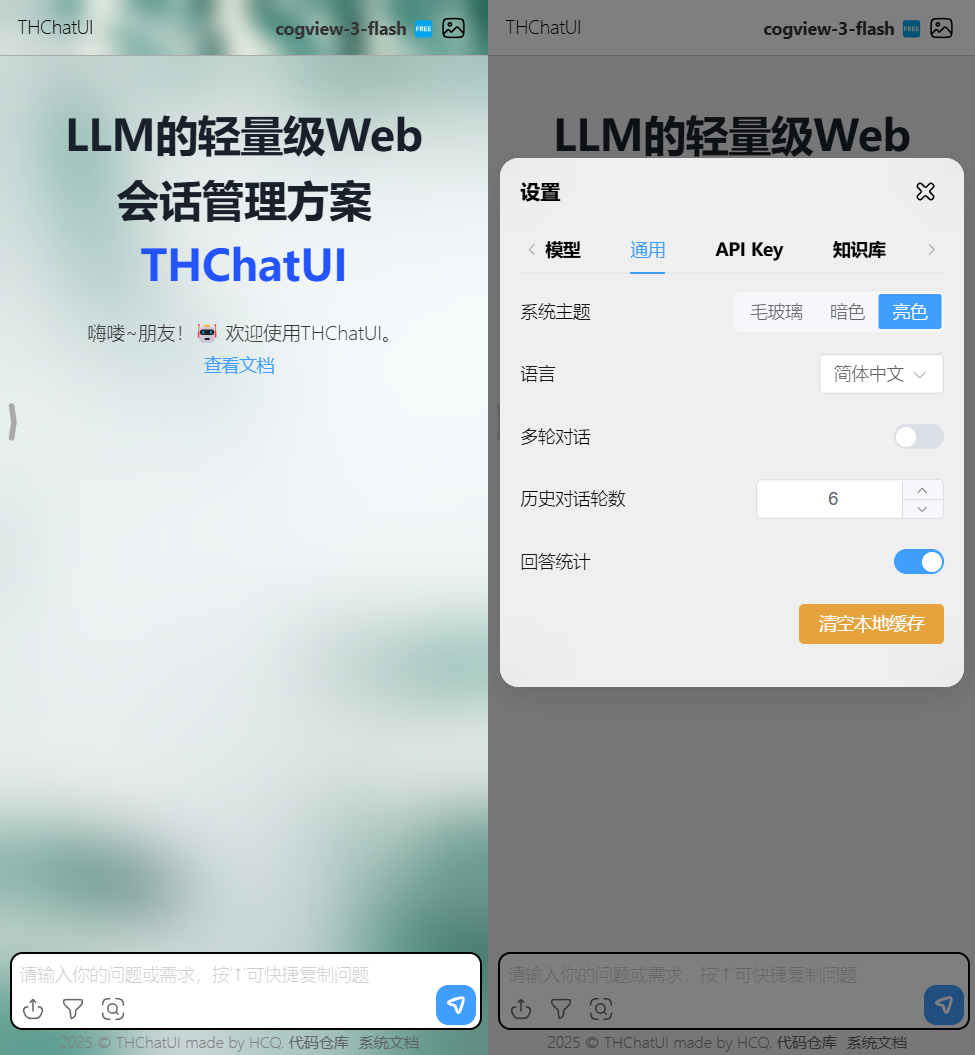 THChatUI
cogview-3-flash FREE
LLM的轻量级Web
会话管理方案
THChatUI
嗨喽~朋友！ 欢迎使用THChatUI。
查看文档
请输入你的问题或需求，按'↑'可快捷复制问题
2025 © THChatUI made by HCQ. 代码仓库 系统文档
THChatUI
cogview-3-flash FREE
LLM的轻量级Web
设置
模型 通用 API Key 知识库
系统主题 毛玻璃 暗色 亮色
语言 简体中文
多轮对话
历史对话轮数 6
回答统计
清空本地缓存
请输入你的问题或需求，按'↑'可快捷复制问题
2025 © THChatUI made by HCQ. 代码仓库 系统文档